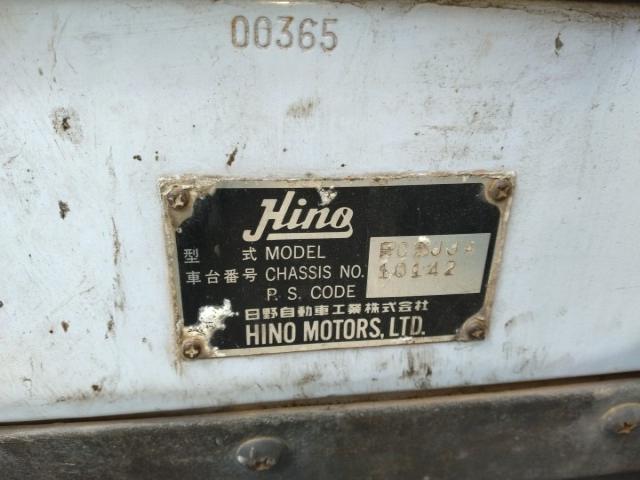 00365
Hino
型式 MODEL FC3JJA
車台番号 CHASSIS NO. 10142
P. S. CODE
日野自動車工業株式会社
HINO MOTORS, LTD.